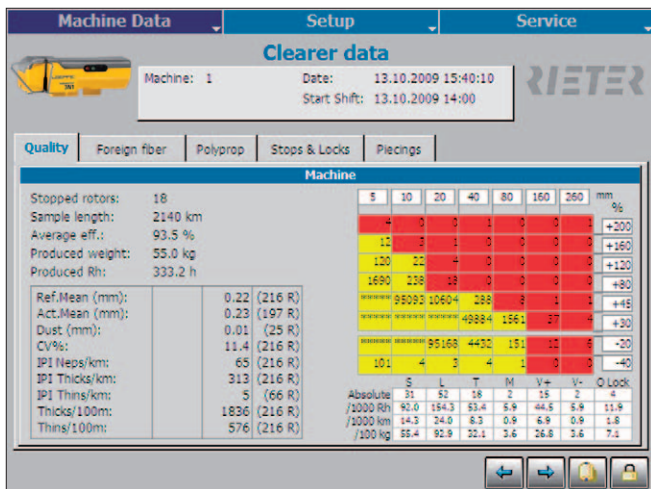 Machine Data Setup Service
Clearer data
Machine: 1 Date: 13.10.2009 15:40:10
Start Shift: 13.10.2009 14:00
RIETER
Quality Foreign fiber Polyprop Stops & Locks Piecings
Machine
Stopped rotors: 18
Sample length: 2140 km
Average eff.: 93.5 %
Produced weight: 55.0 kg
Produced Rh: 333.2 h
5 10 20 40 80 160 260 mm
%
4 0 0 1 0 0 1 +200
12 3 1 0 0 0 0 +160
120 22 4 0 0 0 0 +120
1690 238 18 0 0 0 0 +80
95093 10604 288 8 1 1 +45
49884 1561 37 4 +30
95168 4432 151 12 6 -20
101 4 3 4 1 0 0 -40
Ref.Mean (mm): 0.22 (216 R)
Act.Mean (mm): 0.23 (197 R)
Dust (mm): 0.01 (25 R)
CV%: 11.4 (216 R)
IPI Neps/km: 65 (216 R)
IPI Thicks/km: 313 (216 R)
IPI Thins/km: 5 (66 R)
Thicks/100m: 1836 (216 R)
Thins/100m: 576 (216 R)
S L T M V+ V- O Lock
Absolute 31 52 18 2 15 2 4
/1000 Rh 92.0 154.3 53.4 5.9 44.5 5.9 11.9
/1000 km 14.3 24.0 8.3 0.9 6.9 0.9 1.8
/100 kg 55.4 92.9 32.1 3.6 26.8 3.6 7.1